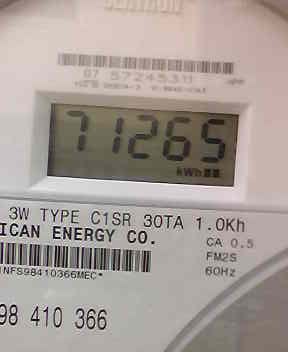 07 57245311
71265
kWh
3W TYPE C1SR 30TA 1.0Kh
ICAN ENERGY CO.
CA 0.5
FM2S
60Hz
NFS98410366MEC*
98 410 366